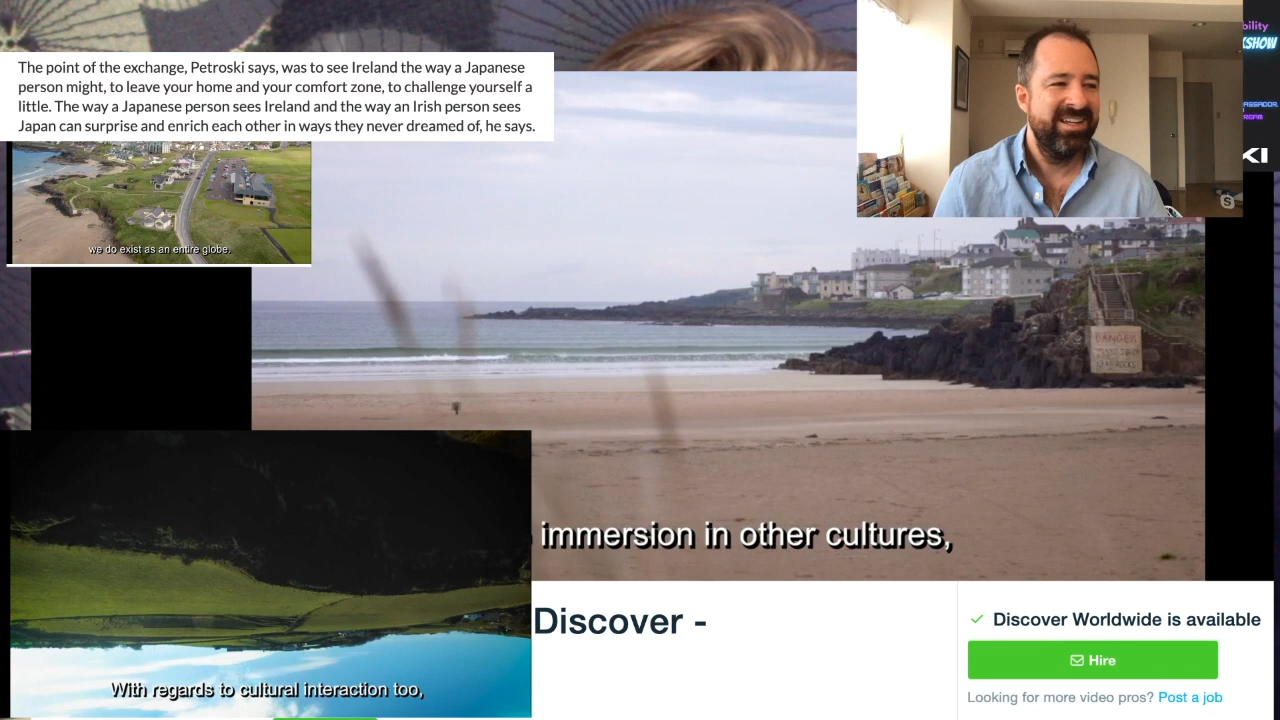 The point of the exchange, Petroski says, was to see Ireland the way a Japanese
person might, to leave your home and your comfort zone, to challenge yourself a
little. The way a Japanese person sees Ireland and the way an Irish person sees
Japan can surprise and enrich each other in ways they never dreamed of, he says.
we do exist as an entire globe.
DANGER
immersion in other cultures,
With regards to cultural interaction too,
Discover -
Discover Worldwide is available
Hire
Looking for more video pros? Post a job